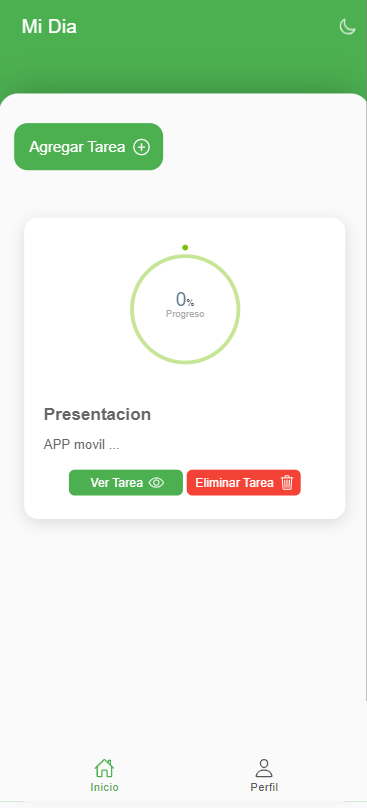 Mi Dia
Agregar Tarea
0%
Progreso
Presentacion
APP movil ...
Ver Tarea
Eliminar Tarea
Inicio
Perfil